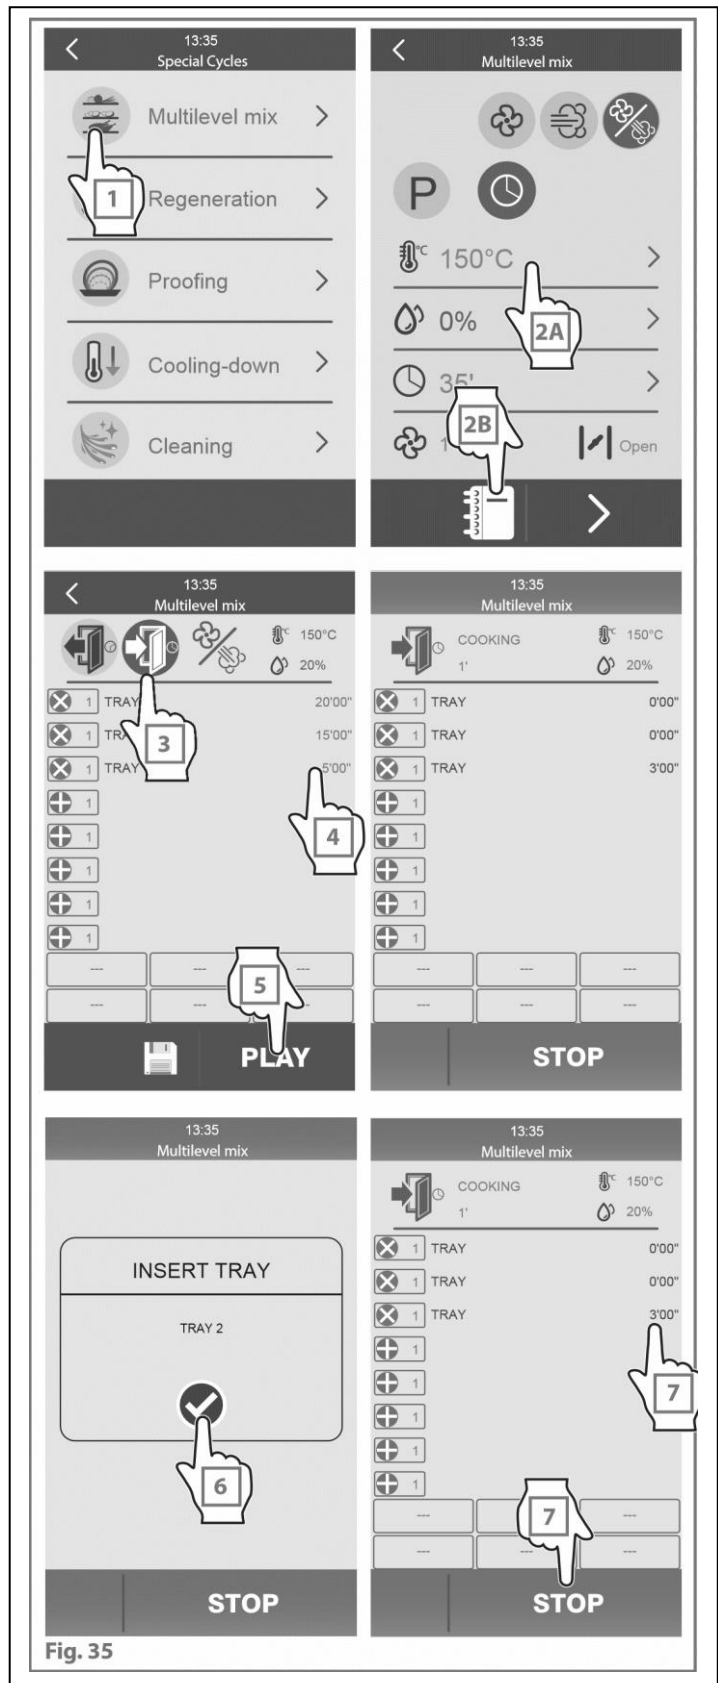 13:35
Special Cycles
Multilevel mix
1
Regeneration
Proofing
Cooling-down
Cleaning
13:35
Multilevel mix
P
°C 150°C
2A
0%
35'
2B
1
Open
13:35
Multilevel mix
150°C
20%
1 TRAY 20'00"
1 TRAY 15'00"
1 TRAY 5'00"
3
4
1
1
1
1
1
--- --- ---
--- --- ---
5
PLAY
13:35
Multilevel mix
COOKING °C 150°C
1' 20%
1 TRAY 0'00"
1 TRAY 0'00"
1 TRAY 3'00"
1
1
1
1
1
--- --- ---
--- --- ---
STOP
13:35
Multilevel mix
INSERT TRAY
TRAY 2
6
STOP
13:35
Multilevel mix
COOKING °C 150°C
1' 20%
1 TRAY 0'00"
1 TRAY 0'00"
1 TRAY 3'00"
7
1
1
1
1
1
--- --- ---
--- --- ---
7
STOP
Fig. 35